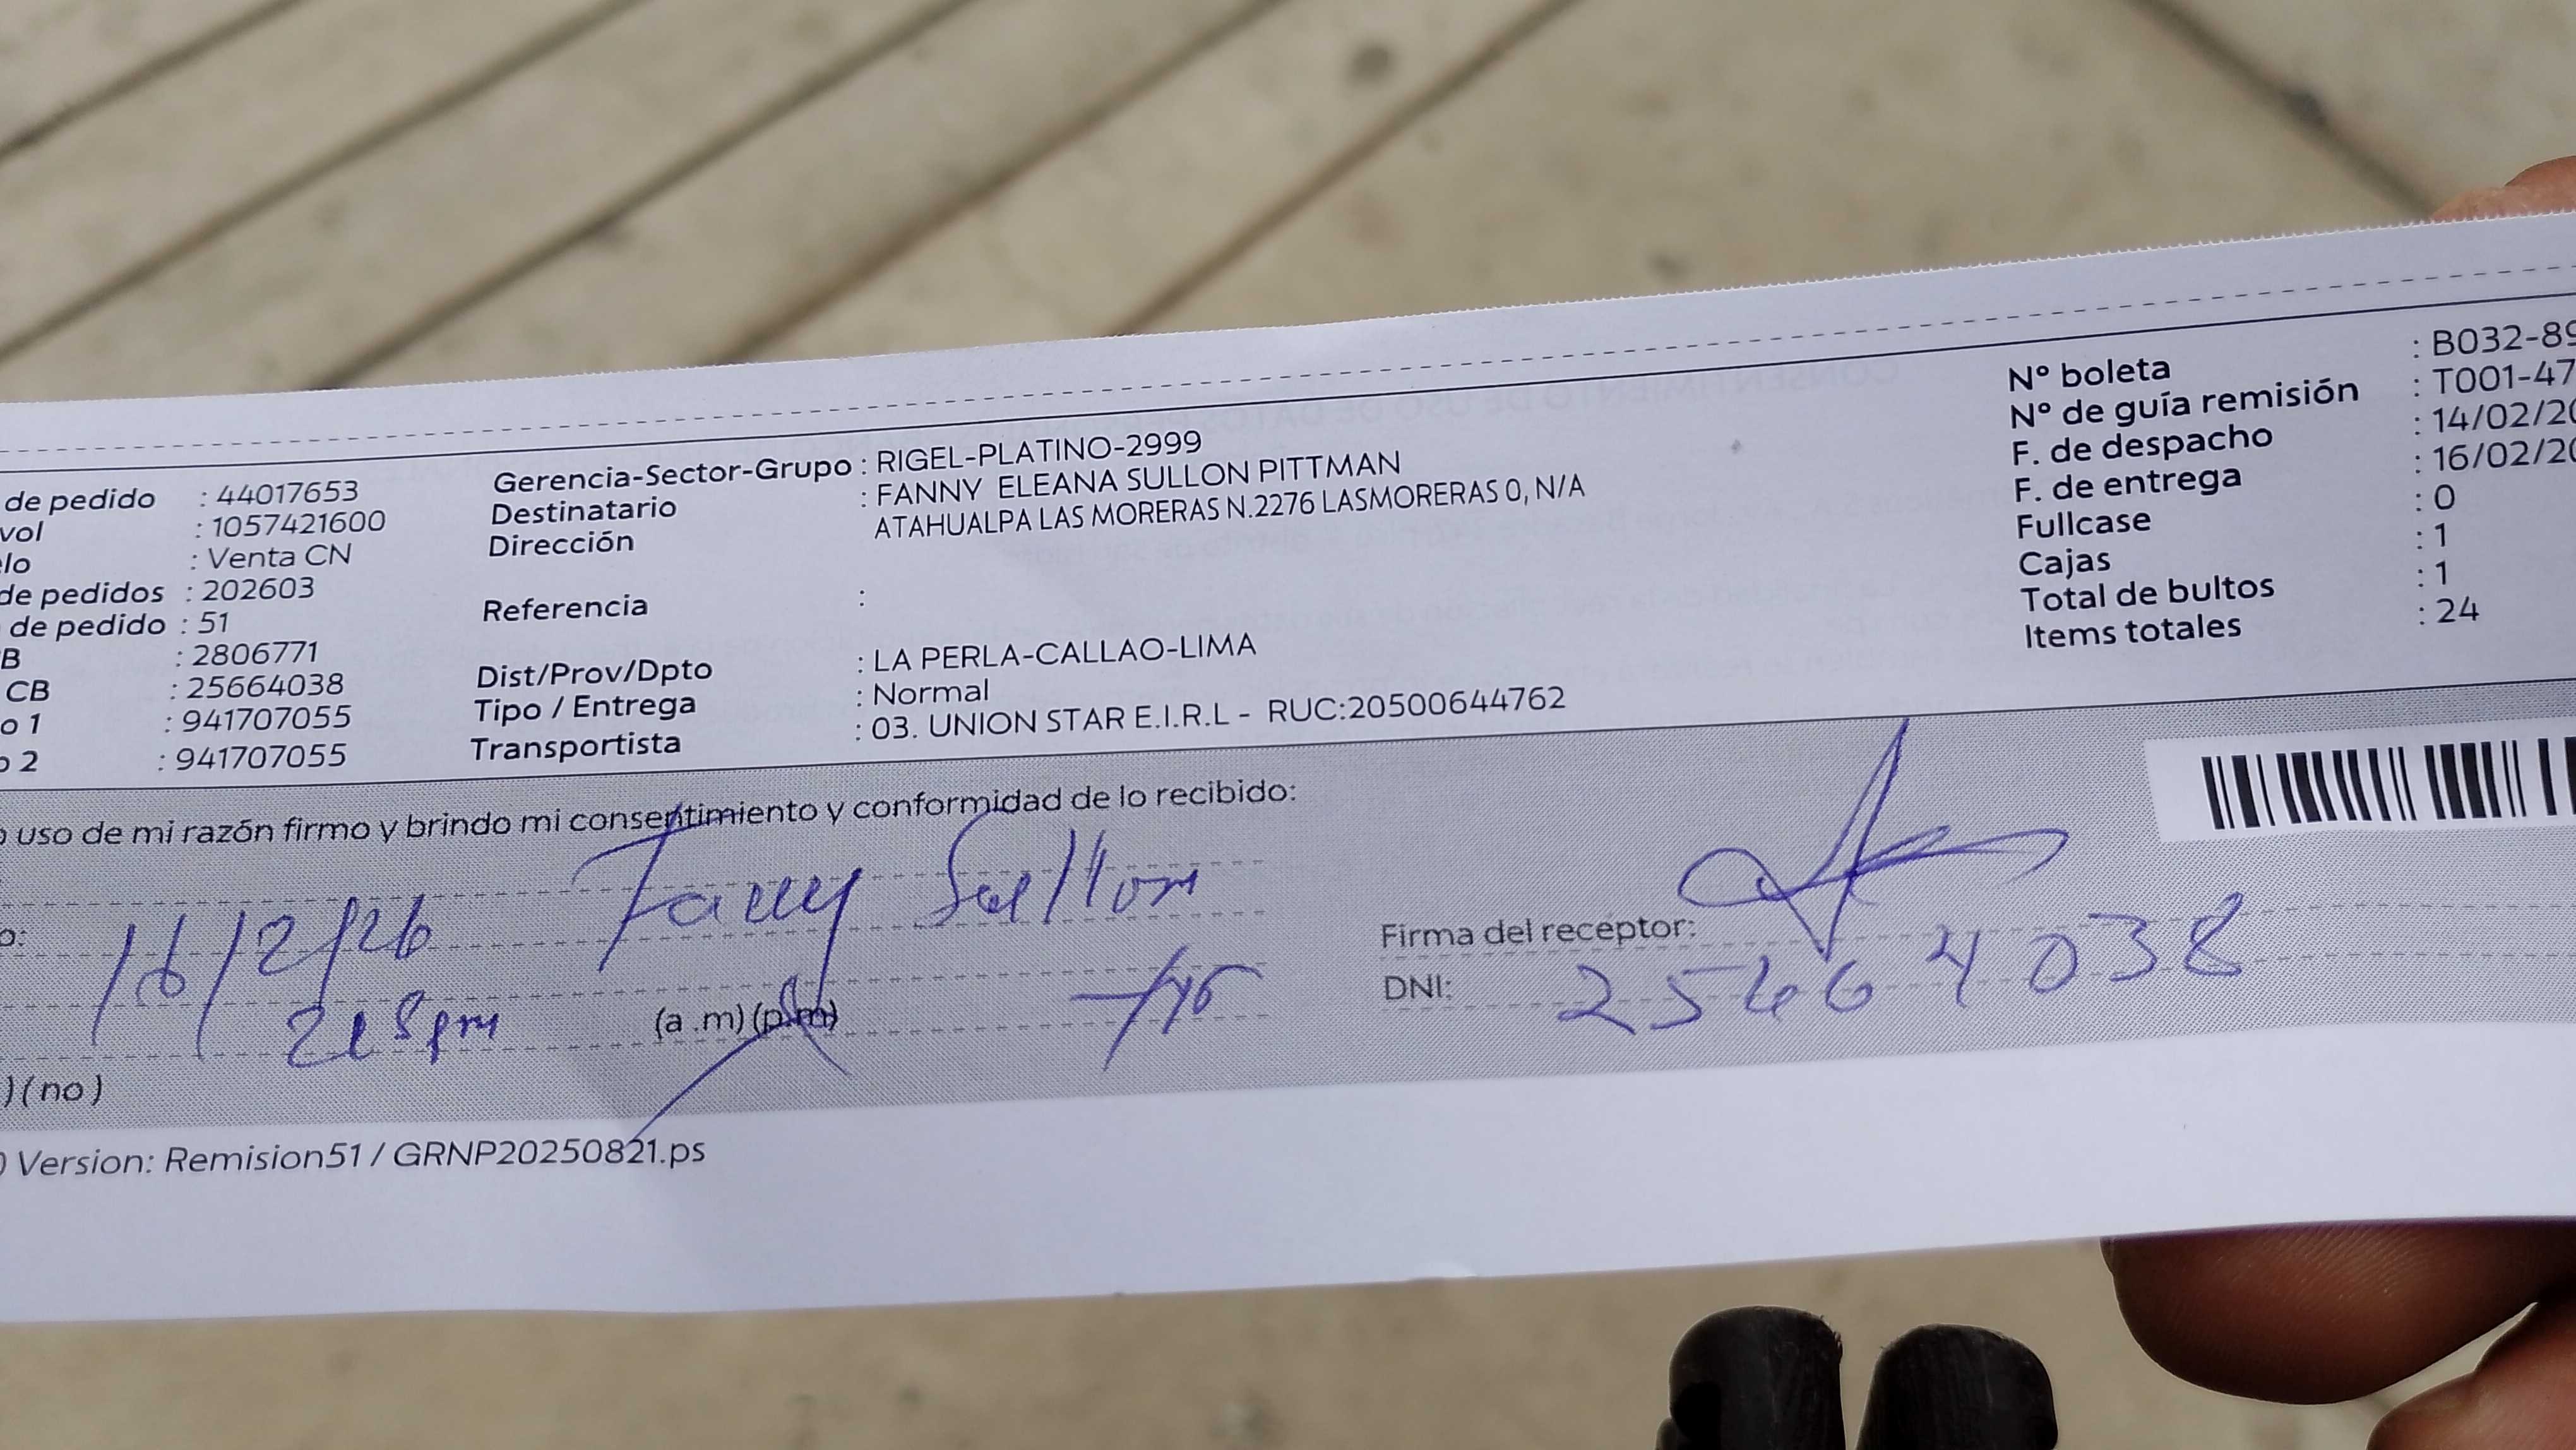 de pedido : 44017653
vol : 1057421600
elo : Venta CN
de pedidos : 202603
de pedido : 51
B : 2806771
CB : 25664038
o 1 : 941707055
o 2 : 941707055
Gerencia-Sector-Grupo : RIGEL-PLATINO-2999
Destinatario : FANNY ELEANA SULLON PITTMAN
Dirección ATAHUALPA LAS MORERAS N.2276 LASMORERAS 0, N/A
Referencia :
Dist/Prov/Dpto : LA PERLA-CALLAO-LIMA
Tipo / Entrega : Normal
Transportista : 03. UNION STAR E.I.R.L - RUC:20500644762
Nº boleta : B032-89
Nº de guía remisión : T001-47
F. de despacho : 14/02/20
F. de entrega : 16/02/20
Fullcase : 0
Cajas : 1
Total de bultos : 1
Items totales : 24
o uso de mi razón firmo y brindo mi consentimiento y conformidad de lo recibido:
Fanny Sullon
o: 16/2/26
(a .m) (p.m)
Firma del receptor:
DNI: 25664038
) (no)
) Version: Remision51 / GRNP20250821.ps